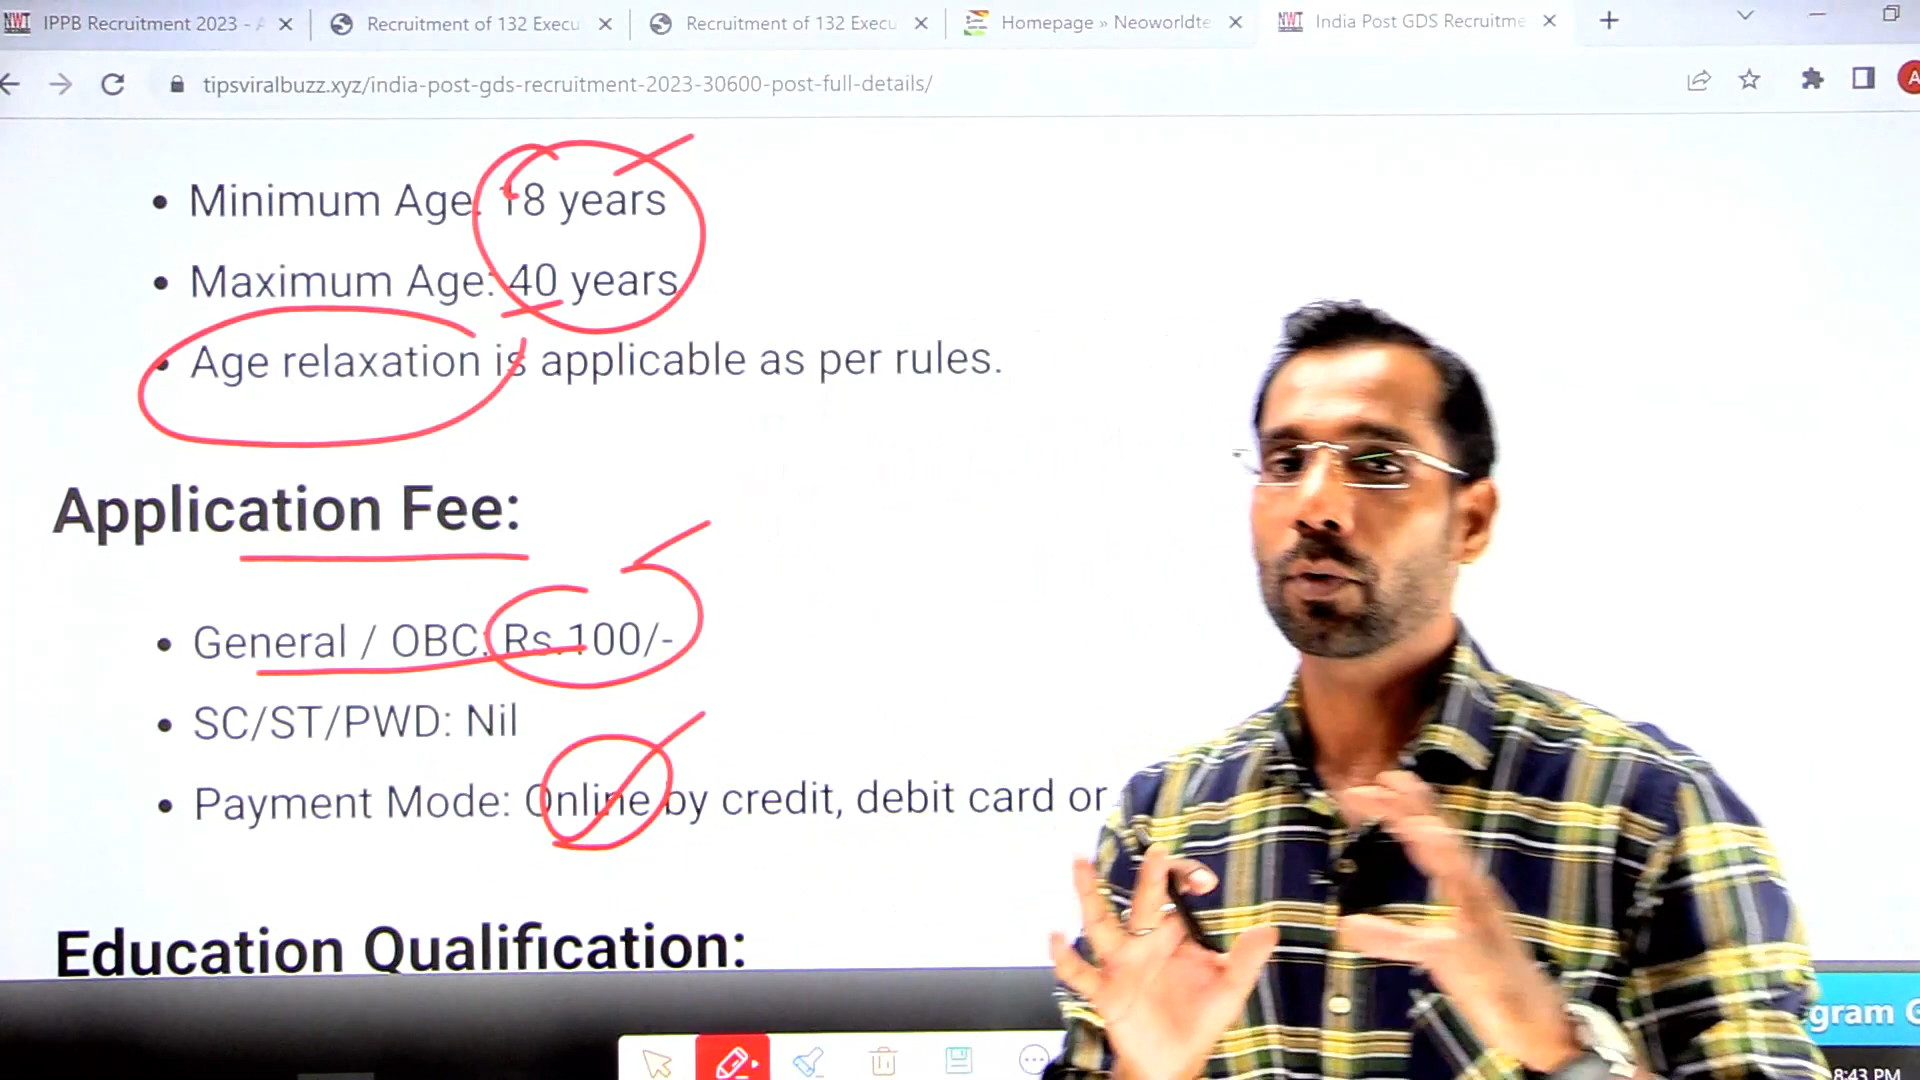 IPPB Recruitment 2023 - A
Recruitment of 132 Execu
Recruitment of 132 Execu
Homepage » Neoworldte
India Post GDS Recruitme
tipsviralbuzz.xyz/india-post-gds-recruitment-2023-30600-post-full-details/
A
• Minimum Age: 18 years
• Maximum Age: 40 years
• Age relaxation is applicable as per rules.
Application Fee:
• General / OBC: Rs.100/-
• SC/ST/PWD: Nil
• Payment Mode: Online by credit, debit card or
Education Qualification:
gram G
8:43 PM